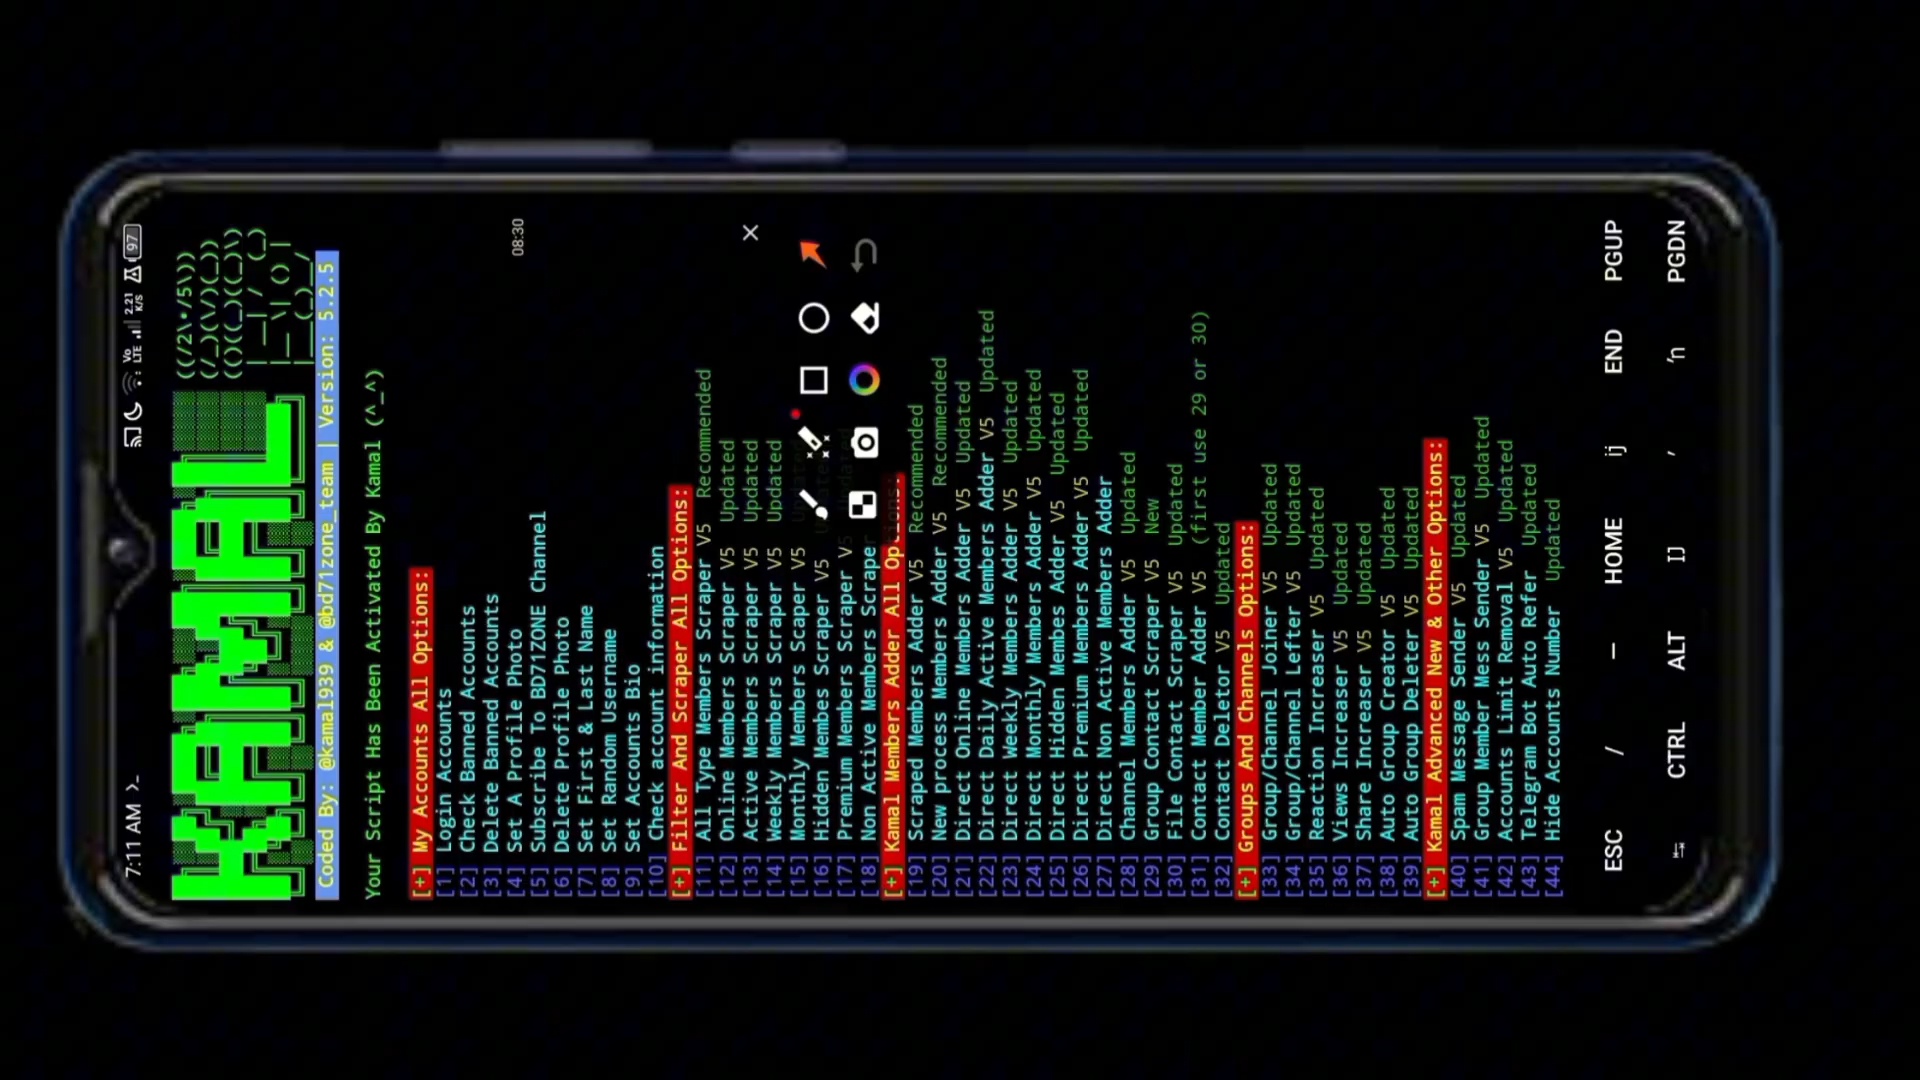 7:11 AM >_ Vo LTE 2.21 K/S 97
KAMAL
Coded By: @kamal939 & @bd71zone_team | Version: 5.2.5
Your Script Has Been Activated By Kamal (^_^)
[+] My Accounts All Options:
[1] Login Accounts
[2] Check Banned Accounts
[3] Delete Banned Accounts
[4] Set A Profile Photo
[5] Subscribe To BD71ZONE Channel
08:30
[6] Delete Profile Photo
[7] Set First & Last Name
[8] Set Random Username
[9] Set Accounts Bio
[10] Check account information
[+] Filter And Scraper All Options:
[11] All Type Members Scraper V5 Recommended
[12] Online Members Scraper V5 Updated
[13] Active Members Scraper V5 Updated
[14] Weekly Members Scraper V5 Updated
[15] Monthly Members Scaper V5 Updated
[16] Hidden Membes Scraper V5
[17] Premium Members Scraper V5 Updated
[18] Non Active Members Scraper
[+] Kamal Members Adder All Options:
[19] Scraped Members Adder V5 Recommended
[20] New process Members Adder V5 Recommended
[21] Direct Online Members Adder V5 Updated
[22] Direct Daily Active Members Adder V5 Updated
[23] Direct Weekly Members Adder V5 Updated
[24] Direct Monthly Members Adder V5 Updated
[25] Direct Hidden Membes Adder V5 Updated
[26] Direct Premium Members Adder V5 Updated
[27] Direct Non Active Members Adder
[28] Channel Members Adder V5 Updated
[29] Group Contact Scraper V5 New
[30] File Contact Scraper V5 Updated
[31] Contact Member Adder V5 (first use 29 or 30)
[32] Contact Deletor V5 Updated
[+] Groups And Channels Options:
[33] Group/Channel Joiner V5 Updated
[34] Group/Channel Lefter V5 Updated
[35] Reaction Increaser V5 Updated
[36] Views Increaser V5 Updated
[37] Share Increaser V5 Updated
[38] Auto Group Creator V5 Updated
[39] Auto Group Deleter V5 Updated
[+] Kamal Advanced New & Other Options:
[40] Spam Message Sender V5 Updated
[41] Group Member Mess Sender V5 Updated
[42] Accounts Limit Removal V5 Updated
[43] Telegram Bot Auto Refer Updated
[44] Hide Accounts Number Updated
ESC / — HOME ij END PGUP
CTRL ALT IJ , 'n PGDN